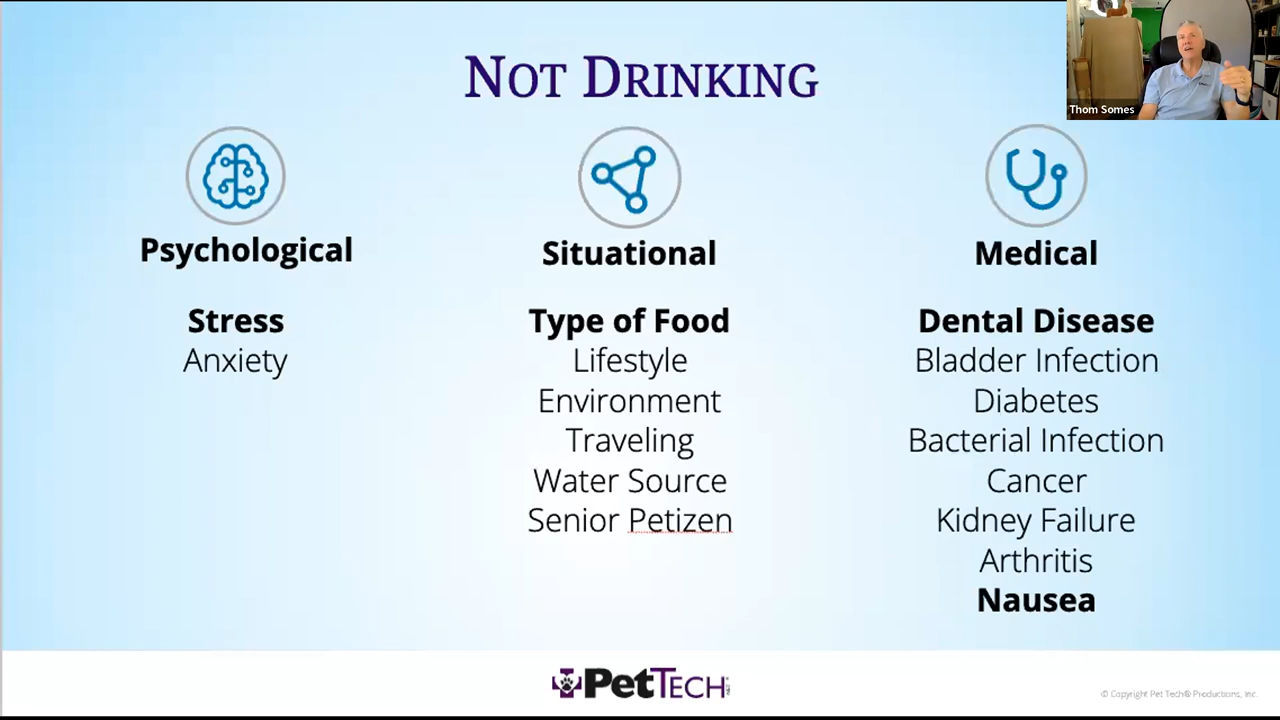 NOT DRINKING
Thom Somes
Psychological
Stress
Anxiety
Situational
Type of Food
Lifestyle
Environment
Traveling
Water Source
Senior Petizen
Medical
Dental Disease
Bladder Infection
Diabetes
Bacterial Infection
Cancer
Kidney Failure
Arthritis
Nausea
PetTECH
© Copyright Pet Tech® Productions, Inc.